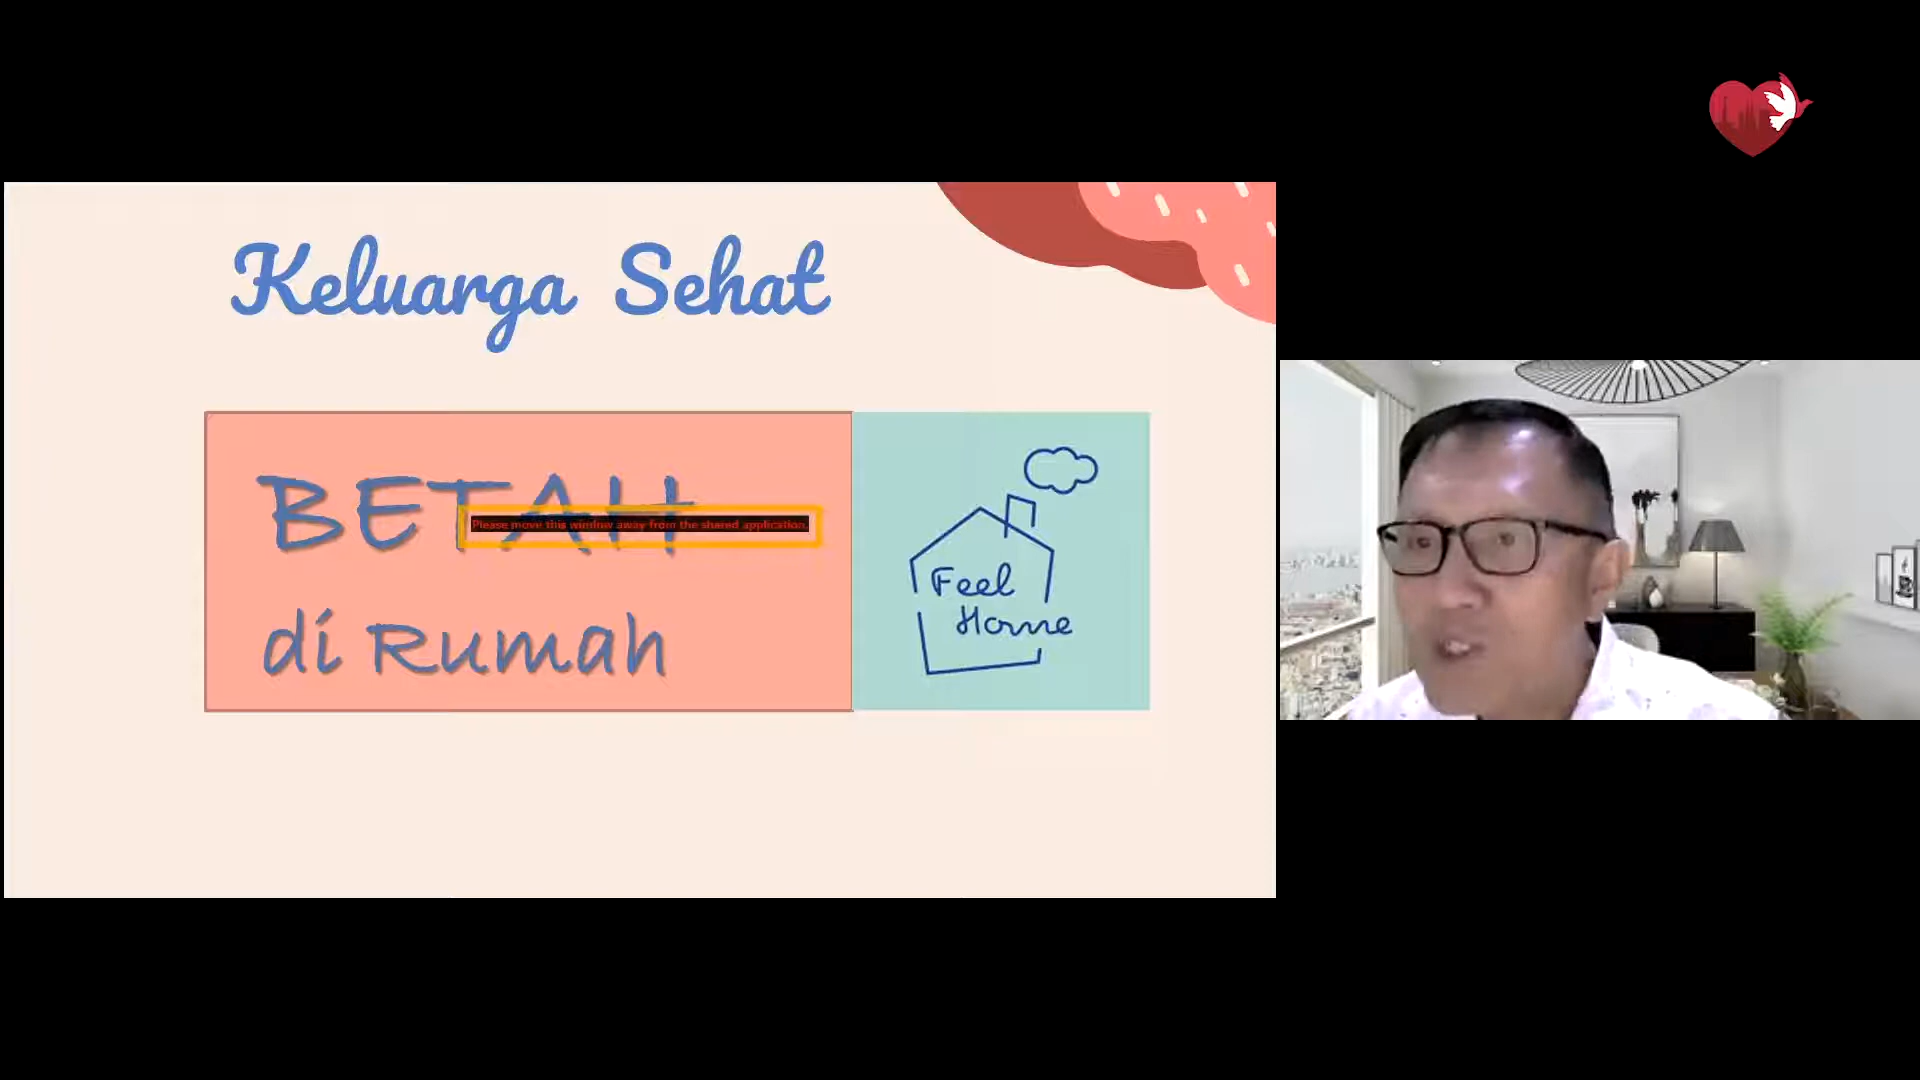 Keluarga Sehat
BETAH
Please move this window away from the shared application.
di Rumah
Feel
Home